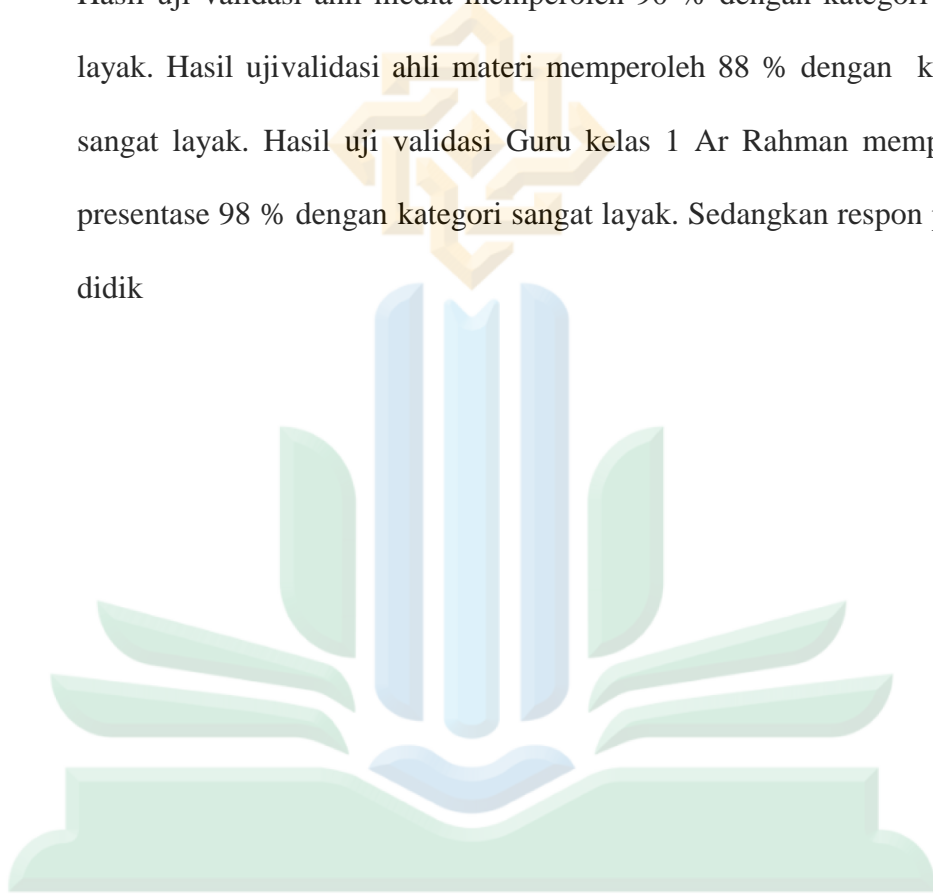 Hasil uji validasi ahli media memperoleh 90 % dengan kategori
layak. Hasil ujivalidasi ahli materi memperoleh 88 % dengan k
sangat layak. Hasil uji validasi Guru kelas 1 Ar Rahman memp
presentase 98 % dengan kategori sangat layak. Sedangkan respon
didik